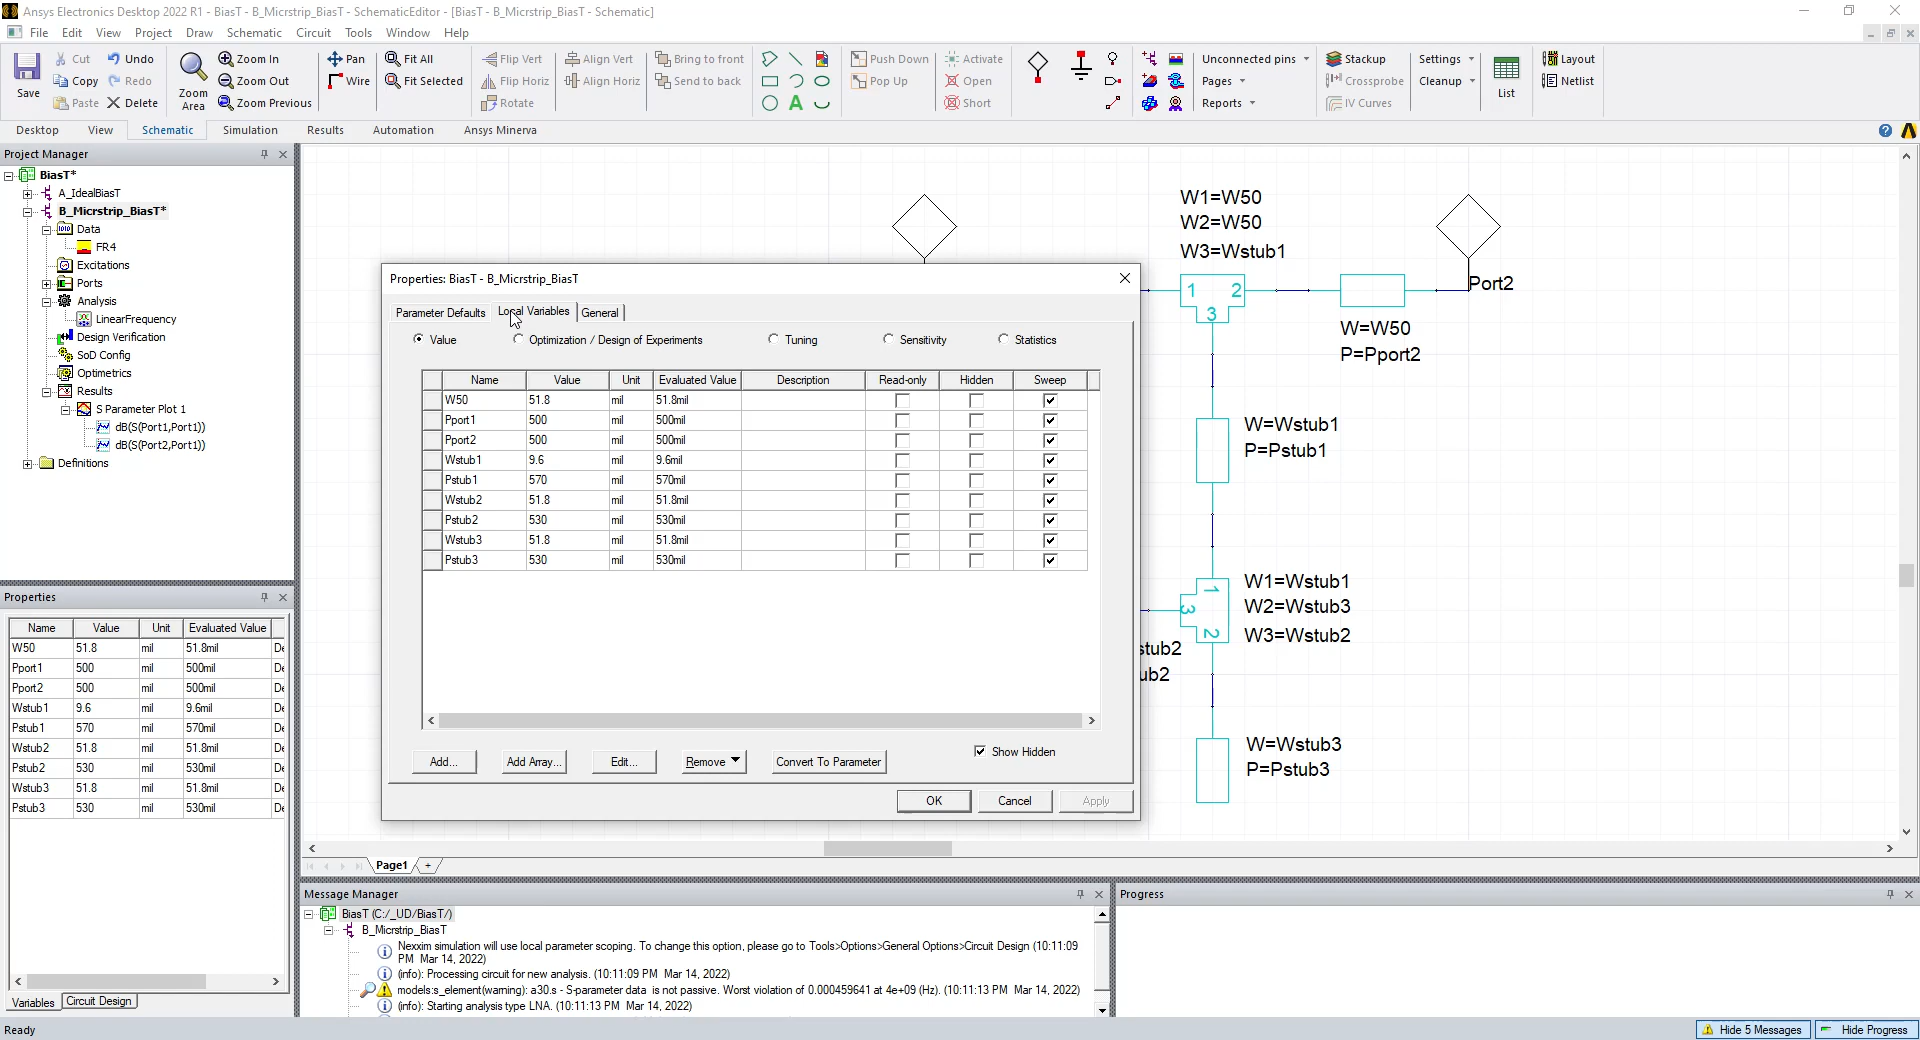 Ansys Electronics Desktop 2022 R1 - BiasT - B_Micrstrip_BiasT - SchematicEditor - [BiasT - B_Micrstrip_BiasT - Schematic]
File Edit View Project Draw Schematic Circuit Tools Window Help
Save
Cut
Copy
Paste
Undo
Redo
Delete
Zoom Area
Zoom In
Zoom Out
Zoom Previous
Pan
Wire
Fit All
Fit Selected
Flip Vert
Flip Horiz
Rotate
Align Vert
Align Horiz
Bring to front
Send to back
A
Push Down
Pop Up
Activate
Open
Short
Unconnected pins
Pages
Reports
Stackup
Crossprobe
IV Curves
Settings
Cleanup
List
Layout
Netlist
Desktop View Schematic Simulation Results Automation Ansys Minerva
Project Manager
BiasT*
A_IdealBiasT
B_Micrstrip_BiasT*
Data
FR4
Excitations
Ports
Analysis
LinearFrequency
Design Verification
SoD Config
Optimetrics
Results
S Parameter Plot 1
dB(S(Port1,Port1))
dB(S(Port2,Port1))
Definitions
Properties
Name Value Unit Evaluated Value
W50 51.8 mil 51.8mil De
Pport1 500 mil 500mil De
Pport2 500 mil 500mil De
Wstub1 9.6 mil 9.6mil De
Pstub1 570 mil 570mil De
Wstub2 51.8 mil 51.8mil De
Pstub2 530 mil 530mil De
Wstub3 51.8 mil 51.8mil De
Pstub3 530 mil 530mil De
Variables Circuit Design
Properties: BiasT - B_Micrstrip_BiasT
Parameter Defaults Local Variables General
Value Optimization / Design of Experiments Tuning Sensitivity Statistics
Name Value Unit Evaluated Value Description Read-only Hidden Sweep
W50 51.8 mil 51.8mil
Pport1 500 mil 500mil
Pport2 500 mil 500mil
Wstub1 9.6 mil 9.6mil
Pstub1 570 mil 570mil
Wstub2 51.8 mil 51.8mil
Pstub2 530 mil 530mil
Wstub3 51.8 mil 51.8mil
Pstub3 530 mil 530mil
Show Hidden
Add... Add Array... Edit... Remove Convert To Parameter
OK Cancel Apply
W1=W50
W2=W50
W3=Wstub1
1 2
3
Port2
W=W50
P=Pport2
W=Wstub1
P=Pstub1
1
3
2
W1=Wstub1
W2=Wstub3
W3=Wstub2
stub2
ub2
W=Wstub3
P=Pstub3
Page1 +
Message Manager
BiasT (C:/_UD/BiasT/)
B_Micrstrip_BiasT
Nexxim simulation will use local parameter scoping. To change this option, please go to Tools>Options>General Options>Circuit Design (10:11:09
PM Mar 14, 2022)
(info): Processing circuit for new analysis. (10:11:09 PM Mar 14, 2022)
models:s_element(warning): a30.s - S-parameter data is not passive. Worst violation of 0.000459641 at 4e+09 (Hz). (10:11:13 PM Mar 14, 2022)
(info): Starting analysis type LNA. (10:11:13 PM Mar 14, 2022)
Progress
Ready
Hide 5 Messages Hide Progress